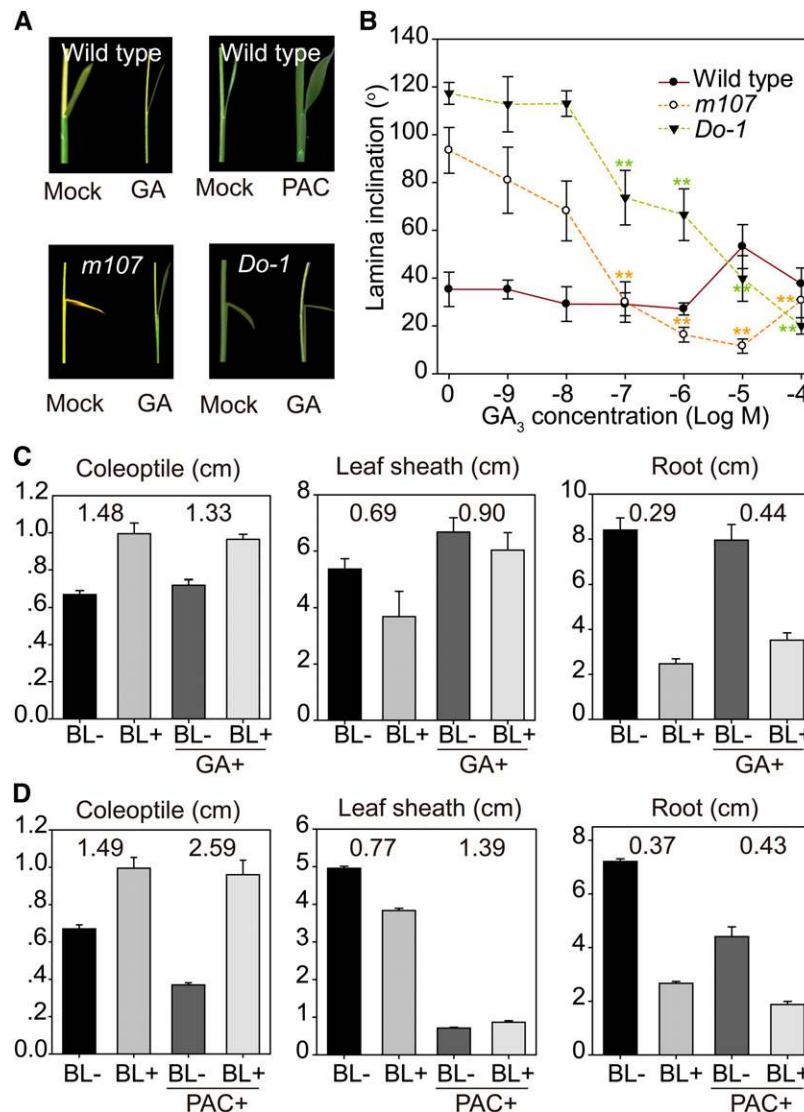 A
Wild type Wild type
Mock GA Mock PAC
m107 Do-1
Mock GA Mock GA
B
140
120
100
80
60
40
20
0
Lamina inclination (°)
Wild type
m107
Do-1
** ** ** ** ** ** ** **
0 -9 -8 -7 -6 -5 -4
GA3 concentration (Log M)
C
Coleoptile (cm)
1.2
1.0
.8
.6
.4
.2
0.0
1.48 1.33
BL- BL+ BL- BL+
GA+
Leaf sheath (cm)
8
6
4
2
0
0.69 0.90
BL- BL+ BL- BL+
GA+
Root (cm)
8
6
4
2
0
0.29 0.44
BL- BL+ BL- BL+
GA+
D
Coleoptile (cm)
1.2
1.0
.8
.6
.4
.2
0.0
1.49 2.59
BL- BL+ BL- BL+
PAC+
Leaf sheath (cm)
5
4
3
2
1
0
0.77 1.39
BL- BL+ BL- BL+
PAC+
Root (cm)
8
6
4
2
0
0.37 0.43
BL- BL+ BL- BL+
PAC+